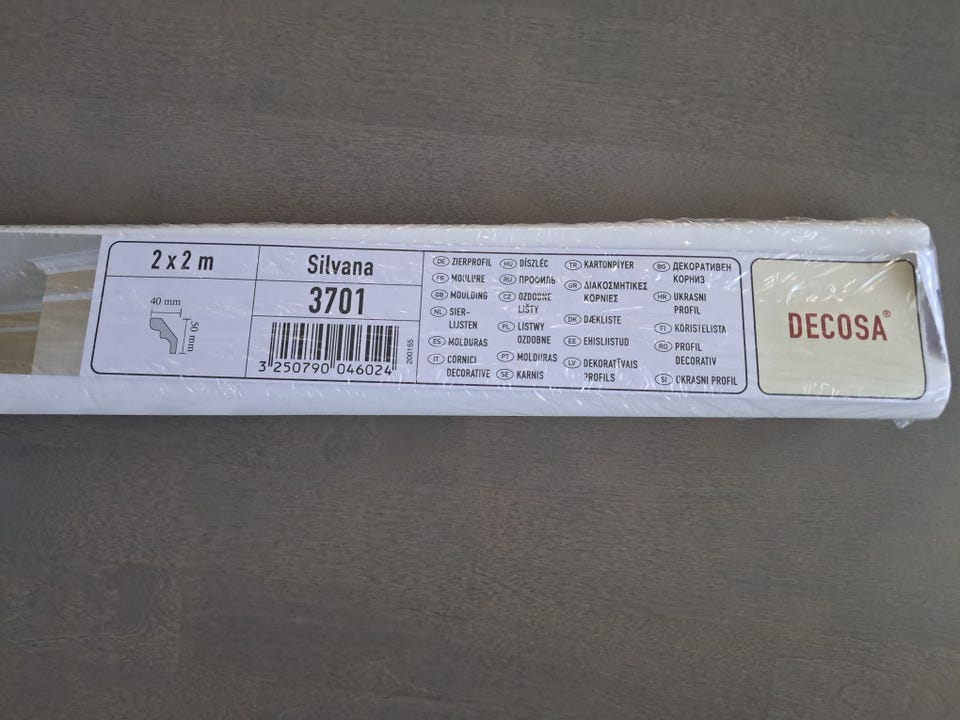 2 x 2 m
40 mm
50 mm
Silvana
3701
3 250790 046024
200155
DE ZIERPROFIL
FR MOULURE
GB MOULDING
NL SIER-
LIJSTEN
ES MOLDURAS
IT CORNICI
DECORATIVE
HU DÍSZLÉC
RU ПРОФИЛЬ
CZ OZDOBNÉ
LIŠTY
PL LISTWY
OZDOBNE
PT MOLDURAS
SE KARNIS
TR KARTONPİYER
GR ΔΙΑΚΟΣΜΗΤΙΚΕΣ
ΚΟΡΝΙΕΣ
DK DÆKLISTE
EE EHISLIISTUD
LV DEKORATĪVAIS
PROFILS
BG ДЕКОРАТИВЕН
КОРНИЗ
HR UKRASNI
PROFIL
FI KORISTELISTA
RO PROFIL
DECORATIV
SI OKRASNI PROFIL
DECOSA®